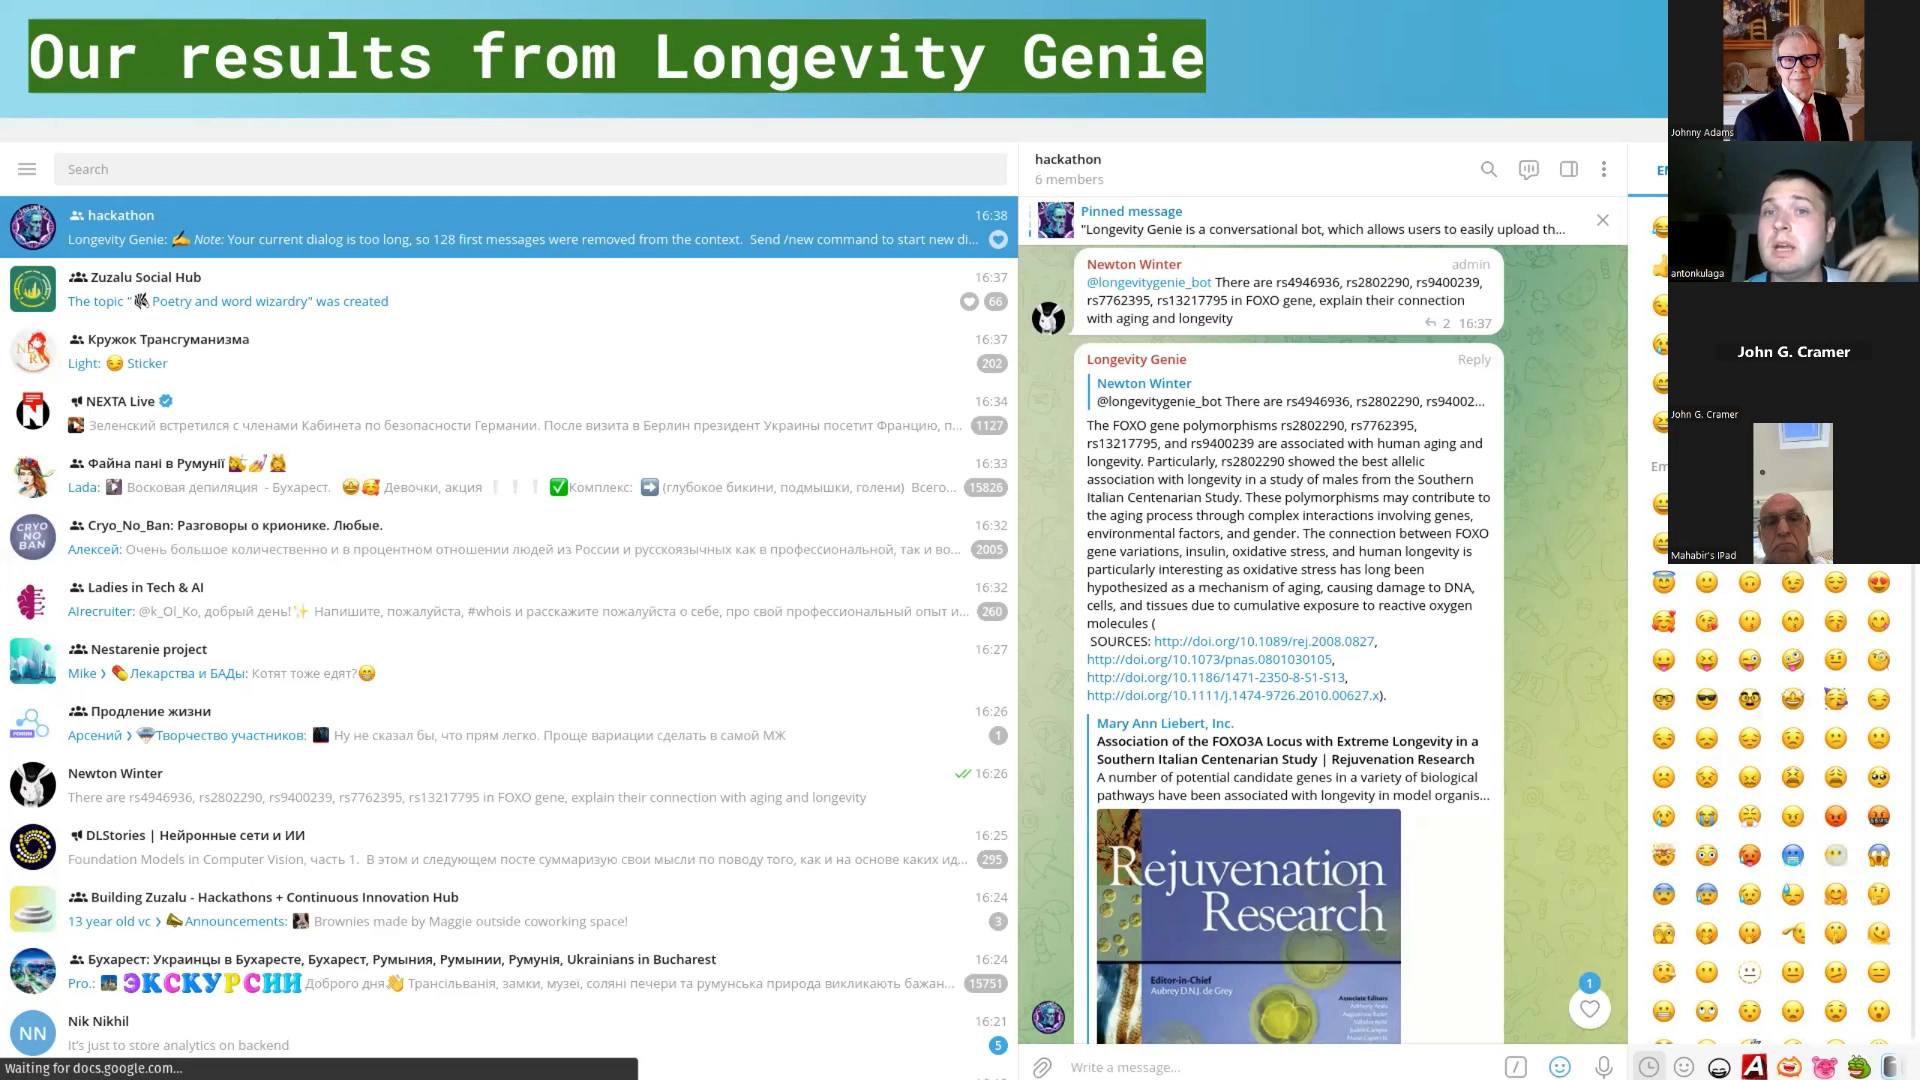 Our results from Longevity Genie
Search
hackathon
16:38
Longevity Genie: ✍️ Note: Your current dialog is too long, so 128 first messages were removed from the context. Send /new command to start new di...
Zuzalu Social Hub
16:37
The topic "Poetry and word wizardry" was created
66
Кружок Трансгуманизма
16:37
Light: 😏 Sticker
202
NEXTA Live
16:34
Зеленский встретился с членами Кабинета по безопасности Германии. После визита в Берлин президент Украины посетит Францию, п...
1127
Файна пані в Румунії
16:33
Lada: Восковая депиляция - Бухарест. 🤩🥰 Девочки, акция ❕❕❕ ✅Комплекс: ➡️ (глубокое бикини, подмышки, голени) Всего...
15826
CRYO NO BAN
Cryo_No_Ban: Разговоры о крионике. Любые.
16:32
Алексей: Очень большое количественно и в процентном отношении людей из России и русскоязычных как в профессиональной, так и во...
2005
Ladies in Tech & AI
16:32
AIrecruiter: @k_Ol_Ko, добрый день!✨ Напишите, пожалуйста, #whois и расскажите пожалуйста о себе, про свой профессиональный опыт и...
260
Nestarenie project
16:27
Mike › 💊Лекарства и БАДы: Котят тоже едят?😁
Продление жизни
16:26
Арсений › Творчество участников: Ну не сказал бы, что прям легко. Проще вариации сделать в самой МЖ
1
Newton Winter
16:26
There are rs4946936, rs2802290, rs9400239, rs7762395, rs13217795 in FOXO gene, explain their connection with aging and longevity
DLStories | Нейронные сети и ИИ
16:25
Foundation Models in Computer Vision, часть 1. В этом и следующем посте суммаризую свои мысли по поводу того, как и на основе каких ид...
295
Building Zuzalu - Hackathons + Continuous Innovation Hub
16:24
13 year old vc › Announcements: Brownies made by Maggie outside coworking space!
3
Бухарест: Украинцы в Бухаресте, Бухарест, Румыния, Румынии, Румунія, Ukrainians in Bucharest
16:24
Pro.: ЭКСКУРСИИ Доброго дня👋 Трансільванія, замки, музеї, соляні печери та румунська природа викликають бажан...
15751
NN
Nik Nikhil
16:21
It's just to store analytics on backend
5
Waiting for docs.google.com...
hackathon
6 members
Pinned message
"Longevity Genie is a conversational bot, which allows users to easily upload th...
Newton Winter
admin
@longevitygenie_bot There are rs4946936, rs2802290, rs9400239,
rs7762395, rs13217795 in FOXO gene, explain their connection
with aging and longevity
2 16:37
Longevity Genie
Reply
Newton Winter
@longevitygenie_bot There are rs4946936, rs2802290, rs94002...
The FOXO gene polymorphisms rs2802290, rs7762395,
rs13217795, and rs9400239 are associated with human aging and
longevity. Particularly, rs2802290 showed the best allelic
association with longevity in a study of males from the Southern
Italian Centenarian Study. These polymorphisms may contribute to
the aging process through complex interactions involving genes,
environmental factors, and gender. The connection between FOXO
gene variations, insulin, oxidative stress, and human longevity is
particularly interesting as oxidative stress has long been
hypothesized as a mechanism of aging, causing damage to DNA,
cells, and tissues due to cumulative exposure to reactive oxygen
molecules (
SOURCES: http://doi.org/10.1089/rej.2008.0827,
http://doi.org/10.1073/pnas.0801030105,
http://doi.org/10.1186/1471-2350-8-S1-S13,
http://doi.org/10.1111/j.1474-9726.2010.00627.x).
Mary Ann Liebert, Inc.
Association of the FOXO3A Locus with Extreme Longevity in a
Southern Italian Centenarian Study | Rejuvenation Research
A number of potential candidate genes in a variety of biological
pathways have been associated with longevity in model organis...
Rejuvenation
Research
Editor-in-Chief
Aubrey D.N.J. de Grey
Associate Editors
1
Write a message...
Johnny Adams
antonkulaga
John G. Cramer
John G. Cramer
Mahabir's IPad